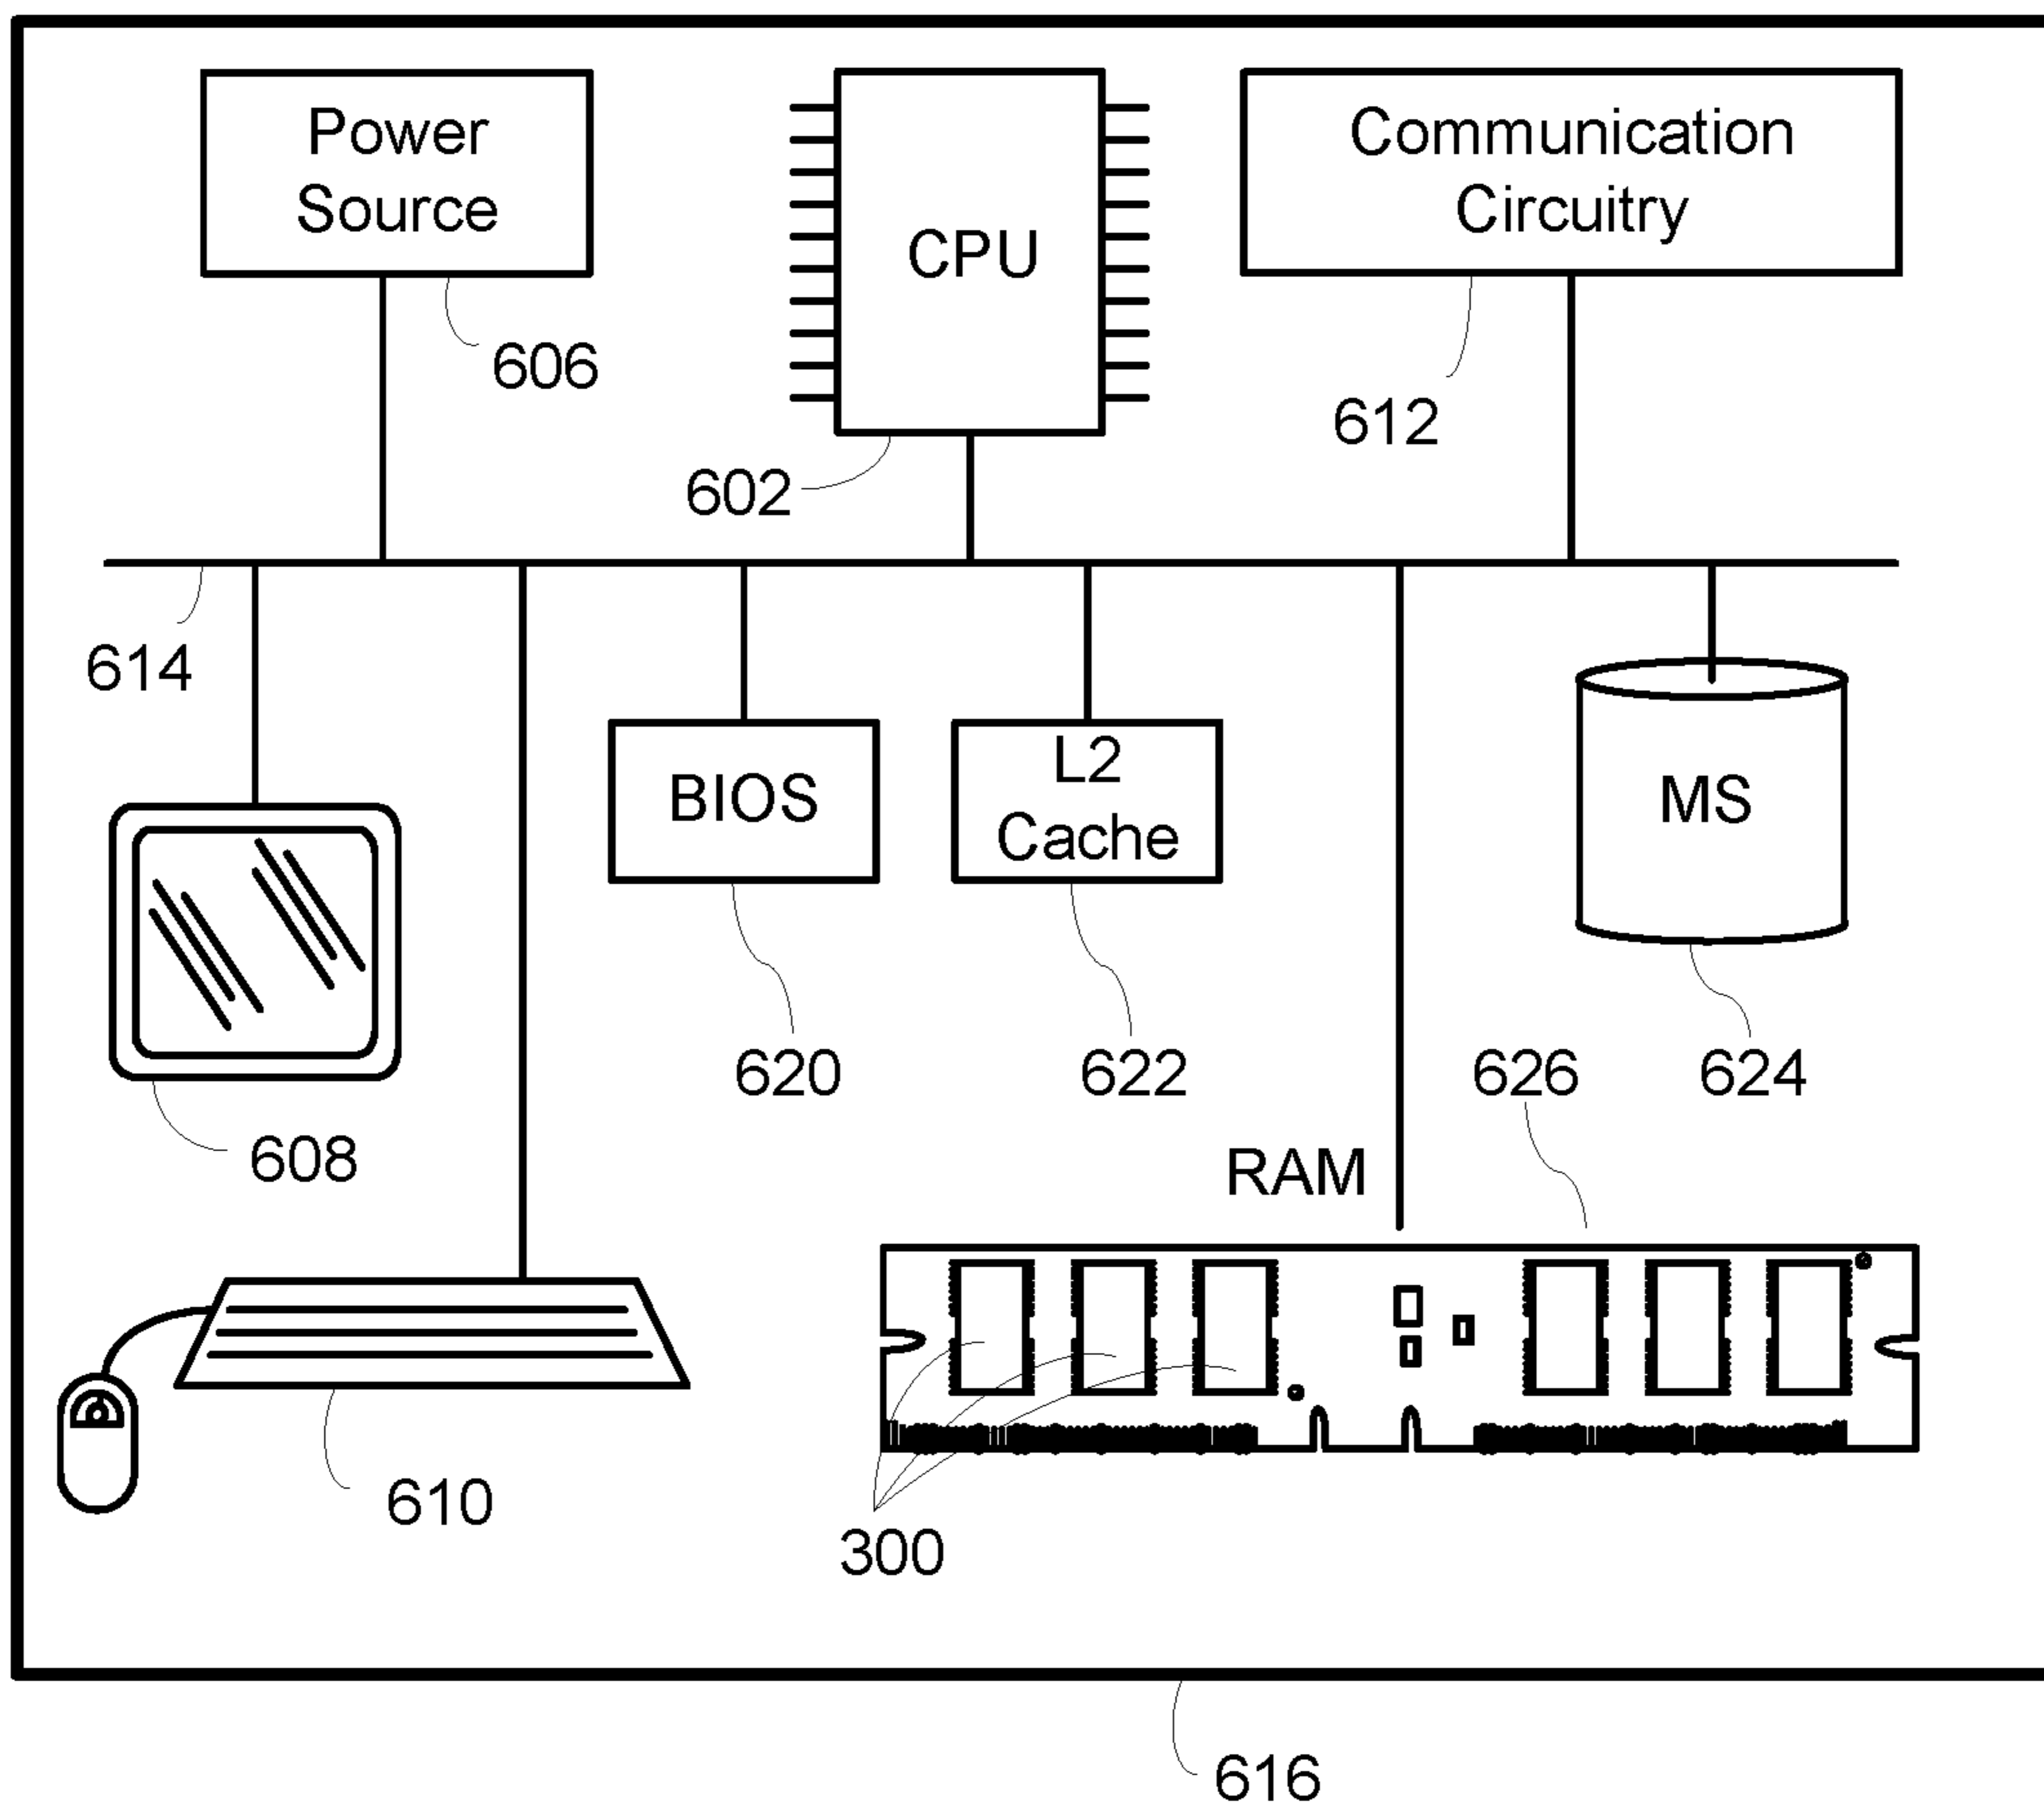 Power
Source
CPU
Communication
Circuitry
606
612
602
614
BIOS
L2
Cache
MS
620
622
626
624
608
RAM
610
300
616